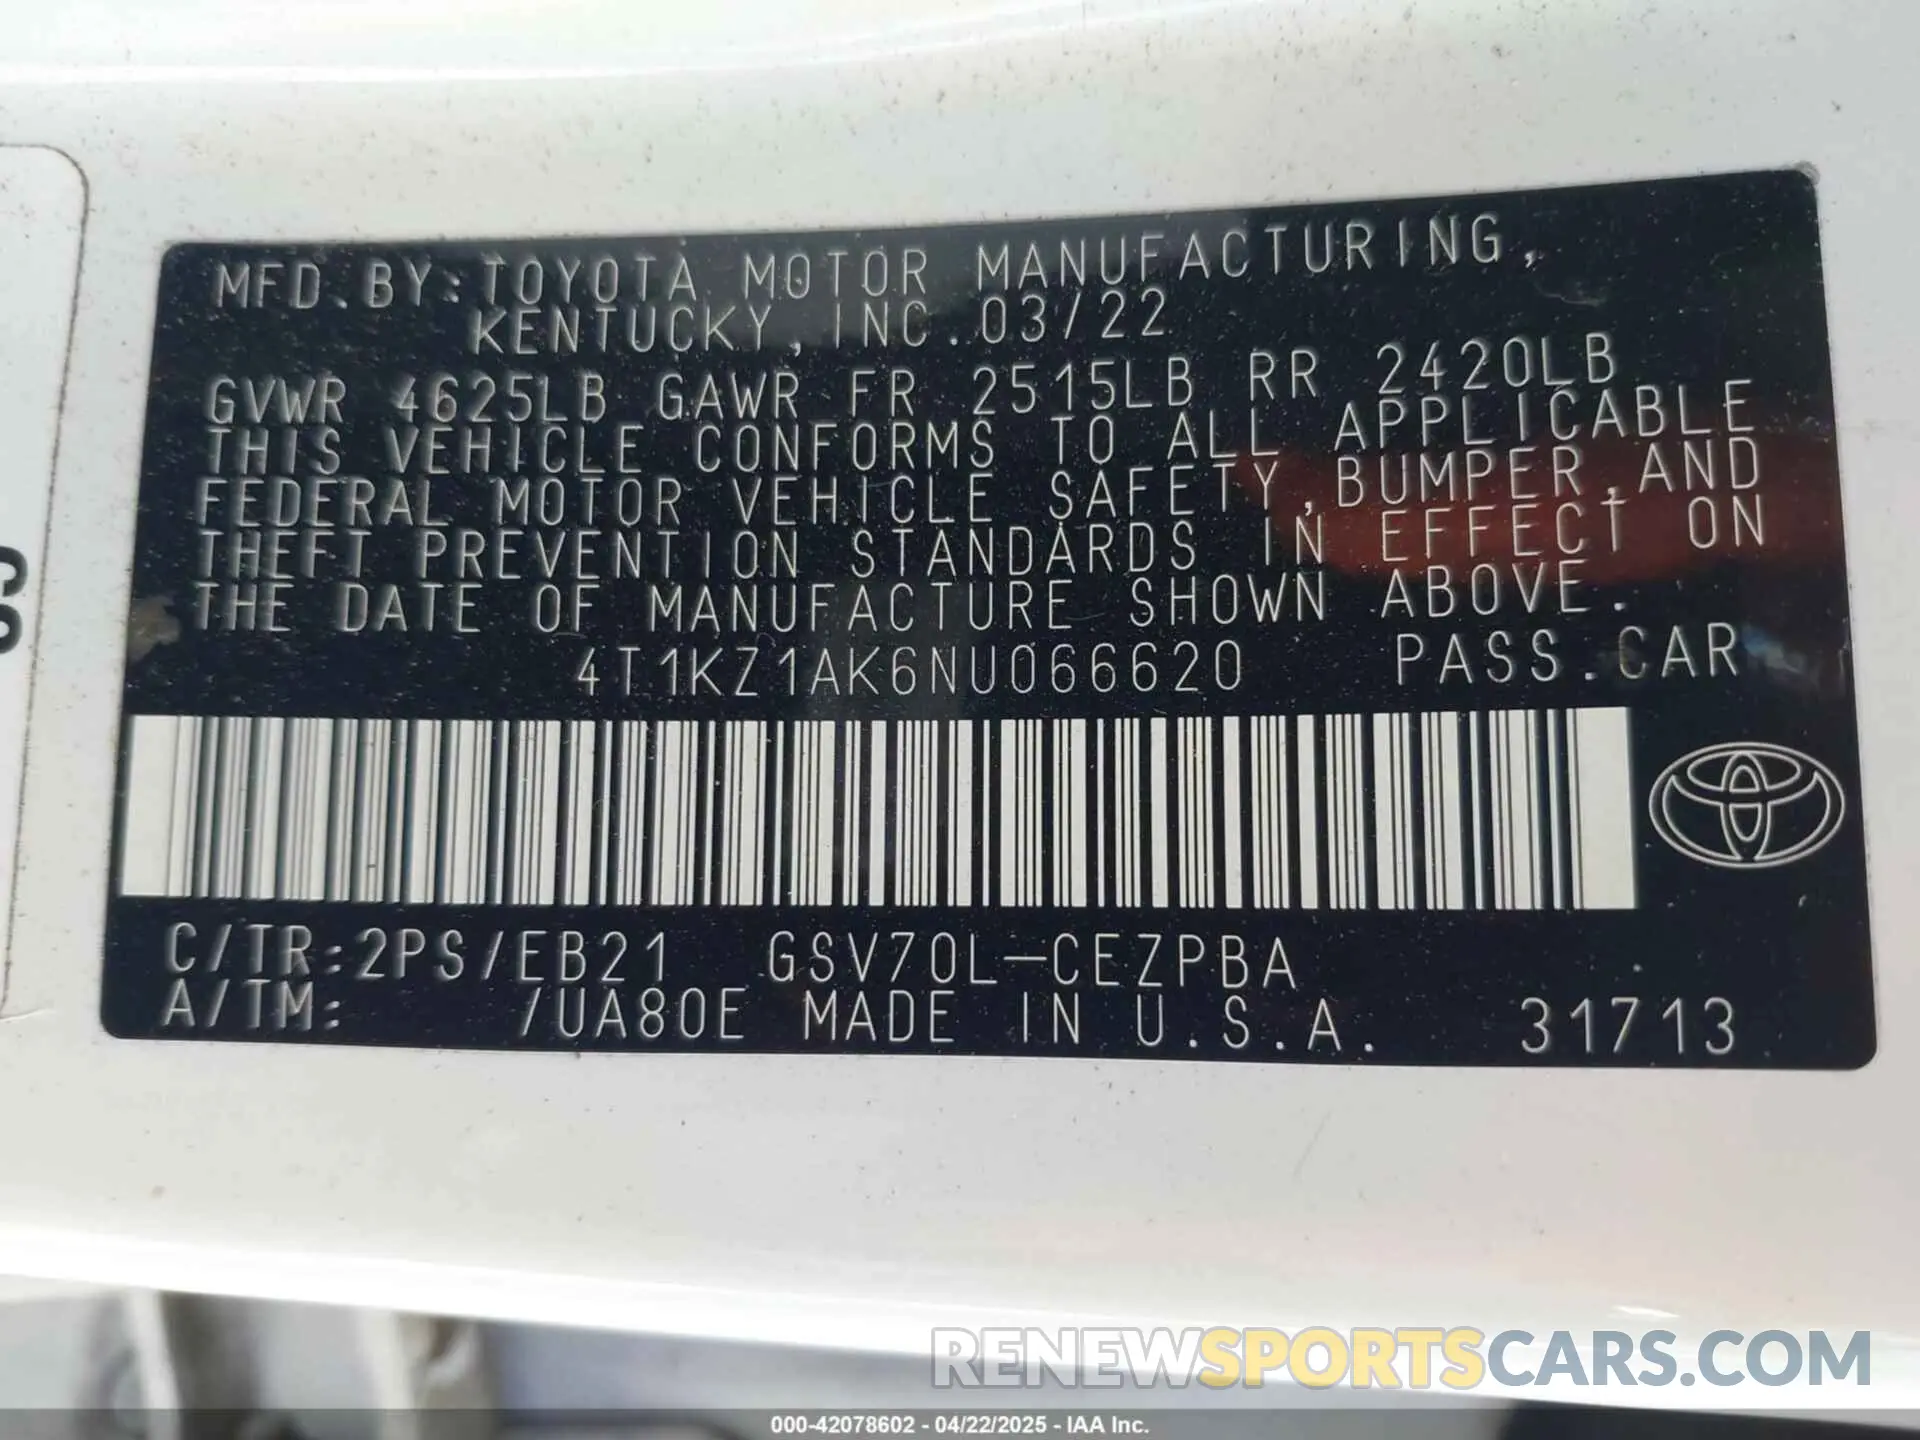 MFD.BY:TOYOTA MOTOR MANUFACTURING,
KENTUCKY,INC.03/22
GVWR 4625LB GAWR FR 2515LB RR 2420LB
THIS VEHICLE CONFORMS TO ALL APPLICABLE
FEDERAL MOTOR VEHICLE SAFETY,BUMPER,AND
THEFT PREVENTION STANDARDS IN EFFECT ON
THE DATE OF MANUFACTURE SHOWN ABOVE.
4T1KZ1AK6NU066620 PASS.CAR
C/TR:2PS/EB21 GSV70L-CEZPBA
A/TM: /UA80E MADE IN U.S.A. 31713
RENEWSPORTSCARS.COM
000-42078602 - 04/22/2025 - IAA Inc.